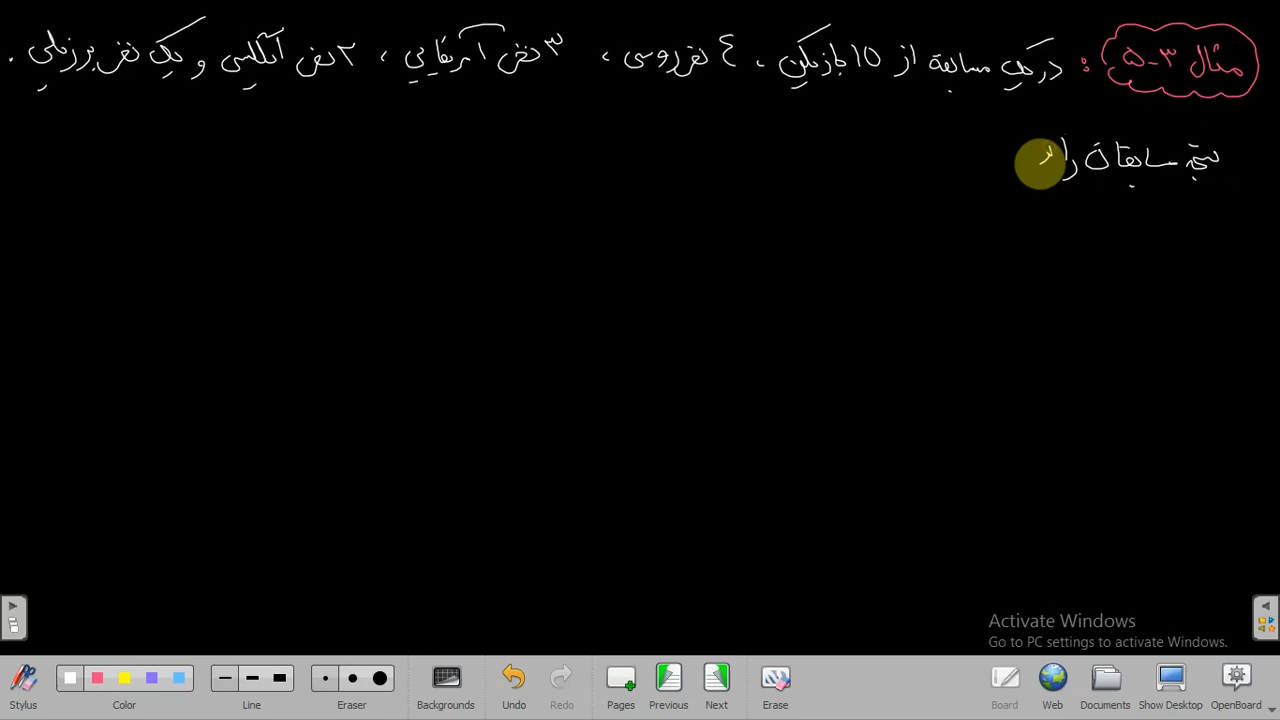 مثال ۳-۵ : در یک مسابقه از ۱۵ بازیکن ، ٤ نفر روسی ، ۳ نفر آمریکایی ، ۲ نفر انگلیسی و یک نفر برزیلی .
نتیجه مسابقات را
Activate Windows
Go to PC settings to activate Windows.
Stylus Color Line Eraser Backgrounds Undo Redo Pages Previous Next Erase Board Web Documents Show Desktop OpenBoard